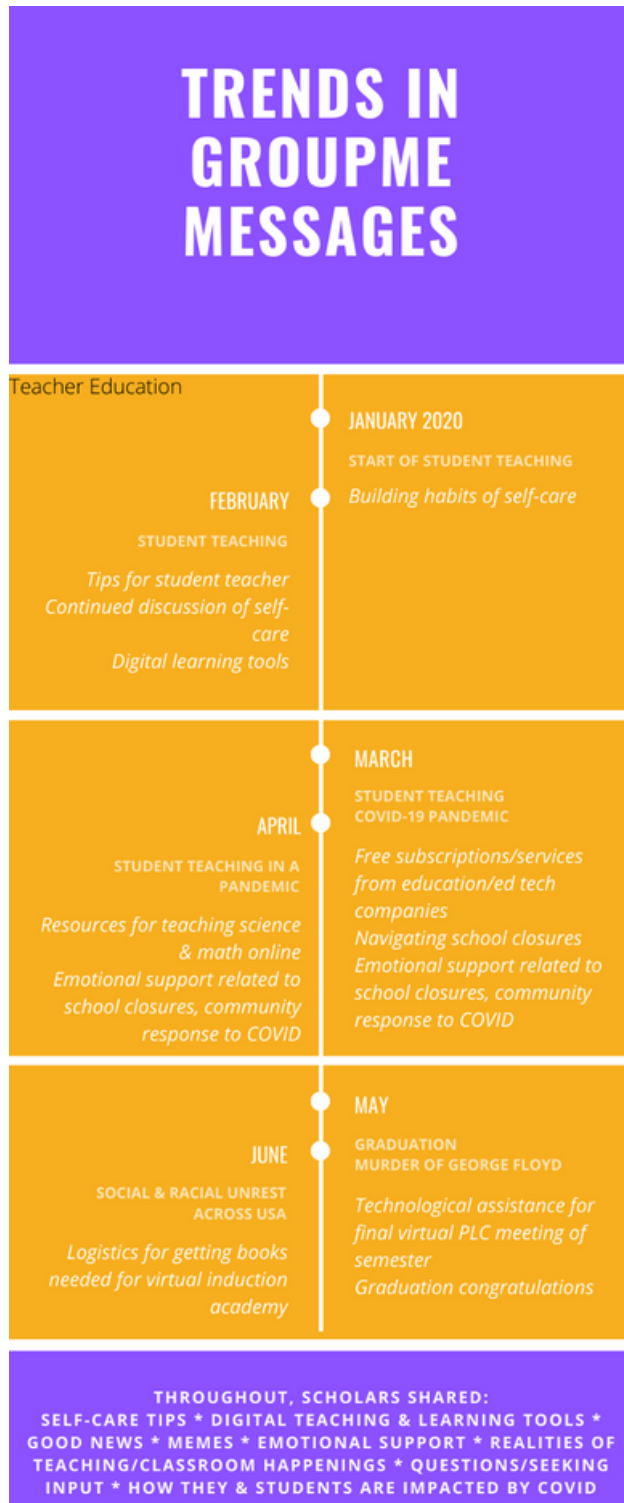 TRENDS IN
GROUPME
MESSAGES
Teacher Education
JANUARY 2020
START OF STUDENT TEACHING
Building habits of self-care
FEBRUARY
STUDENT TEACHING
Tips for student teacher
Continued discussion of self-
care
Digital learning tools
MARCH
STUDENT TEACHING
COVID-19 PANDEMIC
Free subscriptions/services
from education/ed tech
companies
Navigating school closures
Emotional support related to
school closures, community
response to COVID
APRIL
STUDENT TEACHING IN A
PANDEMIC
Resources for teaching science
& math online
Emotional support related to
school closures, community
response to COVID
MAY
GRADUATION
MURDER OF GEORGE FLOYD
Technological assistance for
final virtual PLC meeting of
semester
Graduation congratulations
JUNE
SOCIAL & RACIAL UNREST
ACROSS USA
Logistics for getting books
needed for virtual induction
academy
THROUGHOUT, SCHOLARS SHARED:
SELF-CARE TIPS * DIGITAL TEACHING & LEARNING TOOLS *
GOOD NEWS * MEMES * EMOTIONAL SUPPORT * REALITIES OF
TEACHING/CLASSROOM HAPPENINGS * QUESTIONS/SEEKING
INPUT * HOW THEY & STUDENTS ARE IMPACTED BY COVID